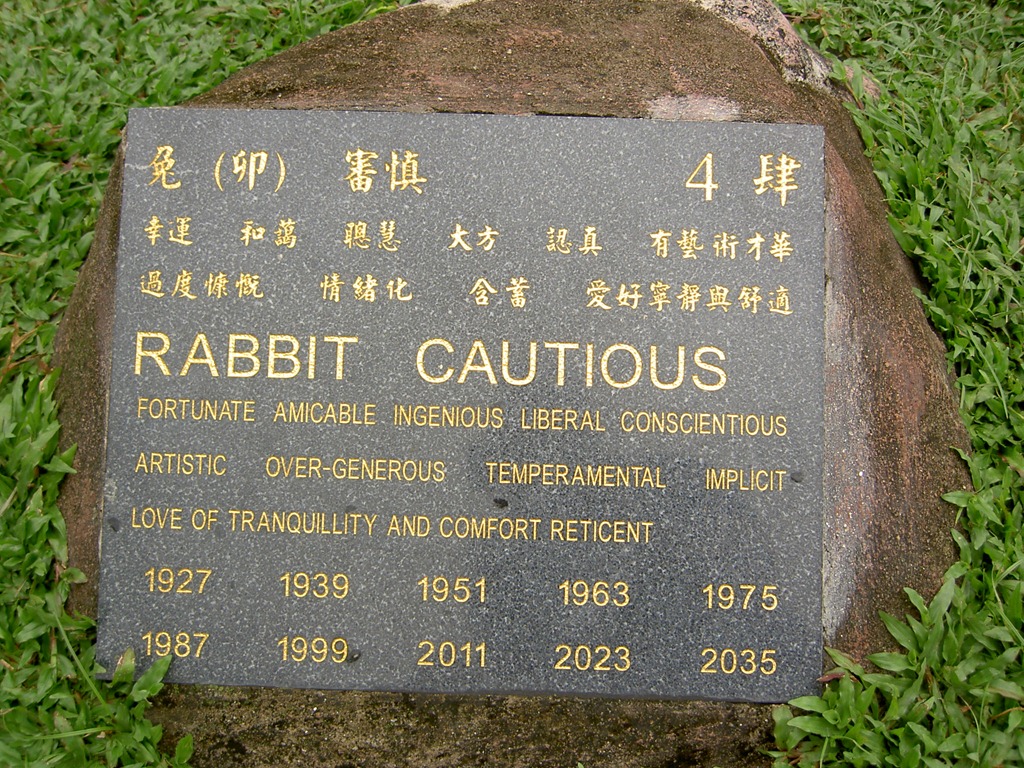 兔 (卯) 審慎 4 肆
幸運 和藹 聰慧 大方 認真 有藝術才華
過度慷慨 情緒化 含蓄 愛好寧靜與舒適
RABBIT CAUTIOUS
FORTUNATE AMICABLE INGENIOUS LIBERAL CONSCIENTIOUS
ARTISTIC OVER-GENEROUS TEMPERAMENTAL IMPLICIT
LOVE OF TRANQUILLITY AND COMFORT RETICENT
1927 1939 1951 1963 1975
1987 1999 2011 2023 2035